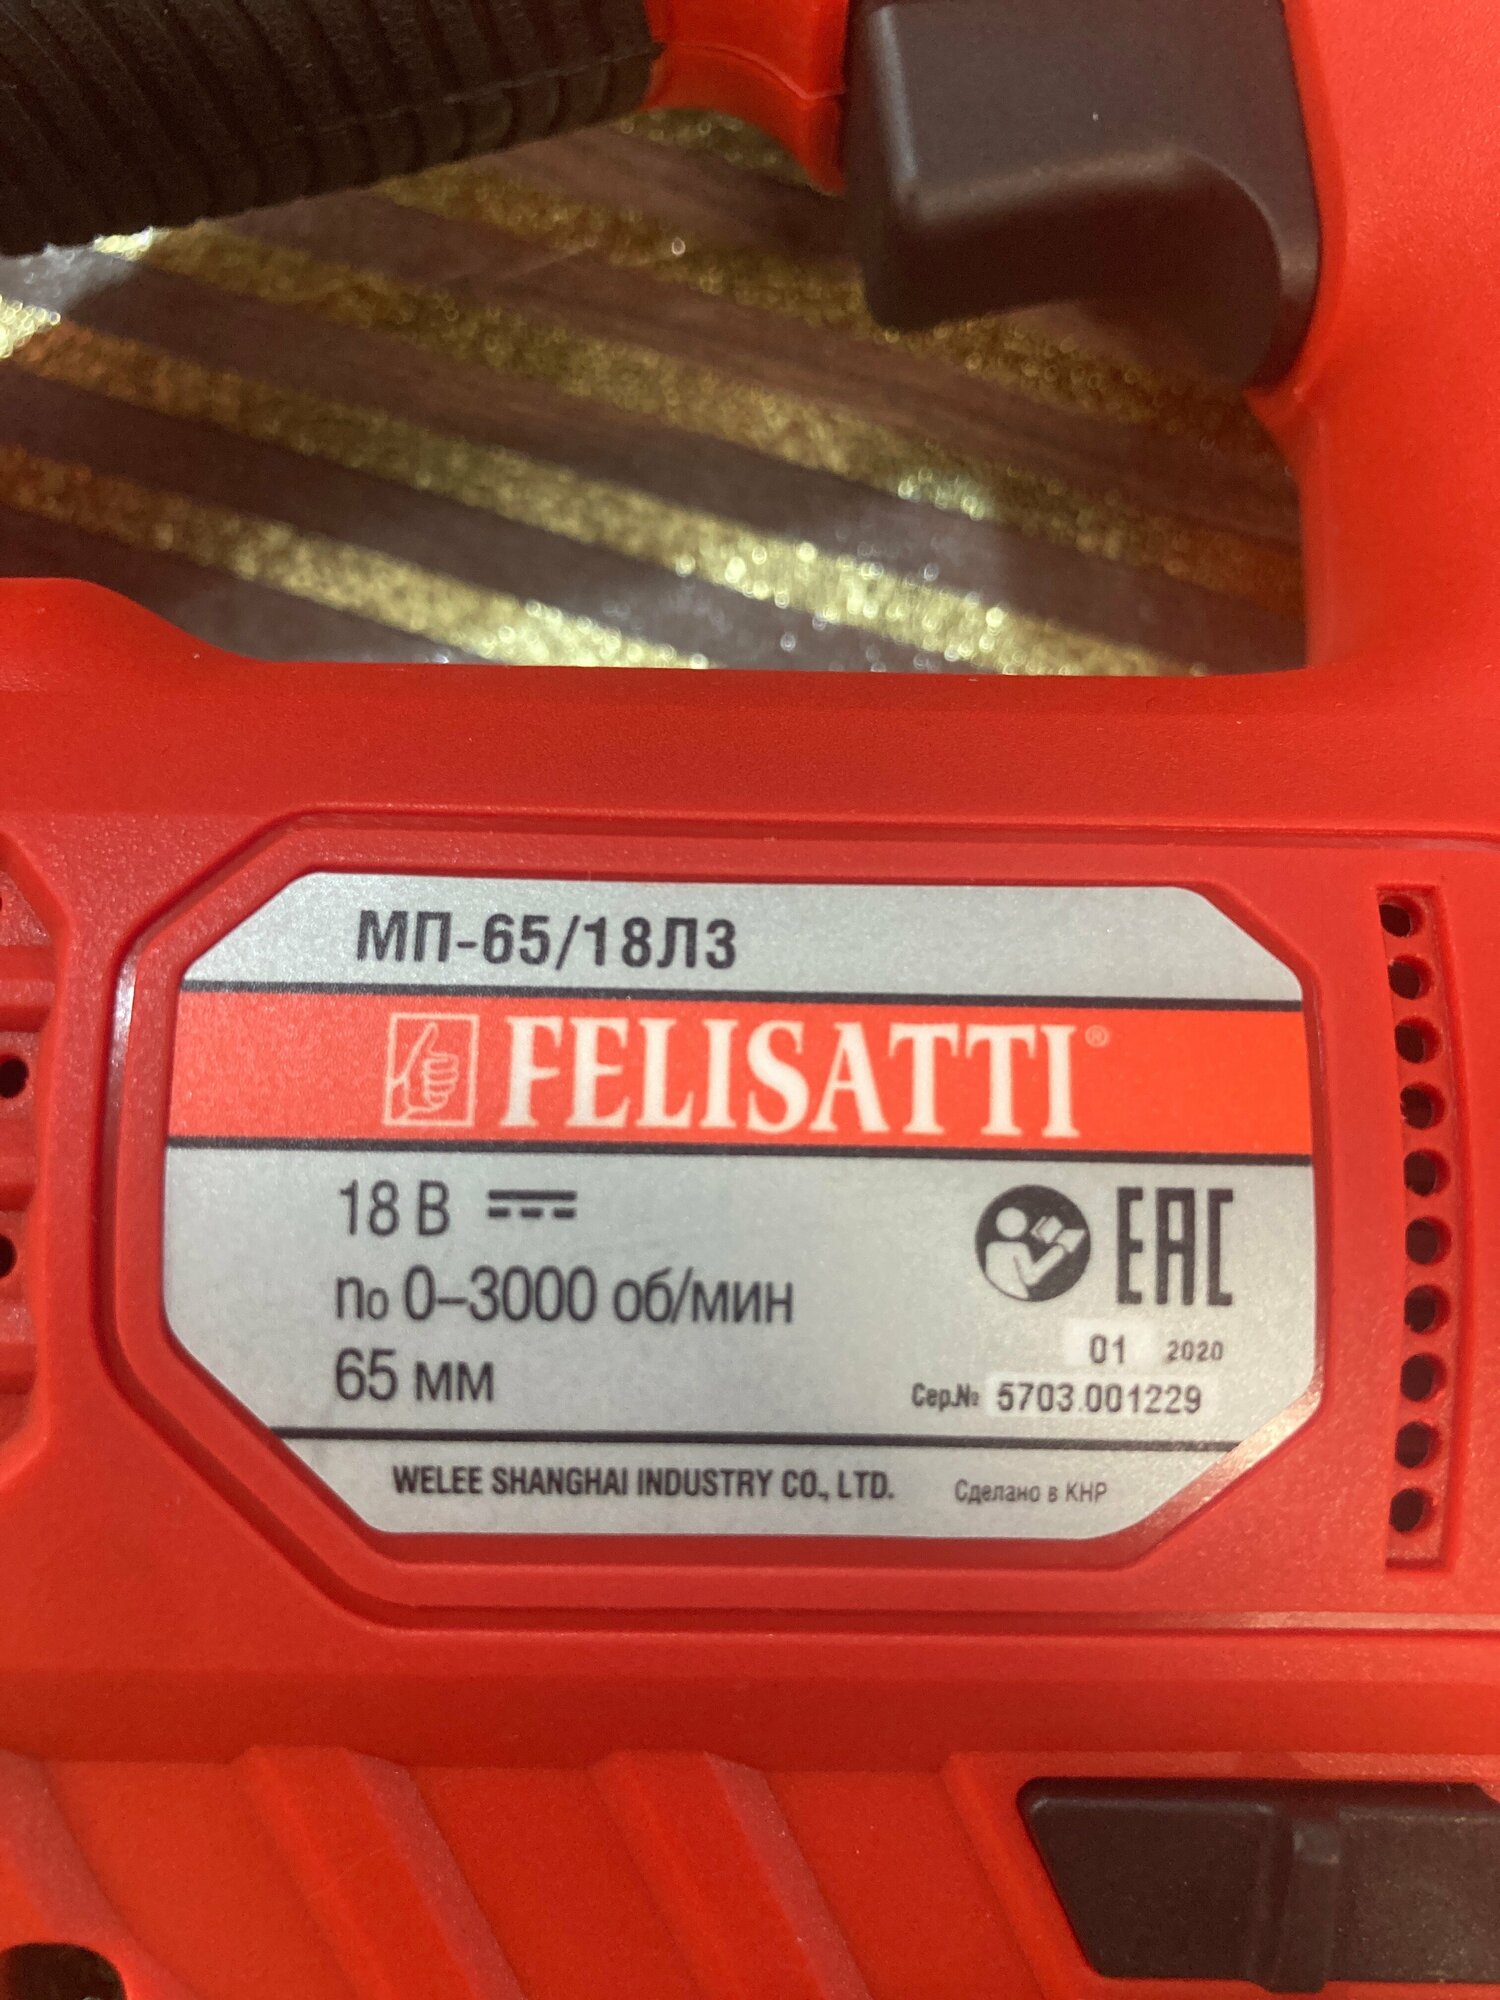 МП-65/18ЛЗ
FELISATTI®
18 В
n₀ 0–3000 об/мин
65 мм
EAC
01 2020
Сер.№ 5703.001229
WELEE SHANGHAI INDUSTRY CO., LTD. Сделано в КНР